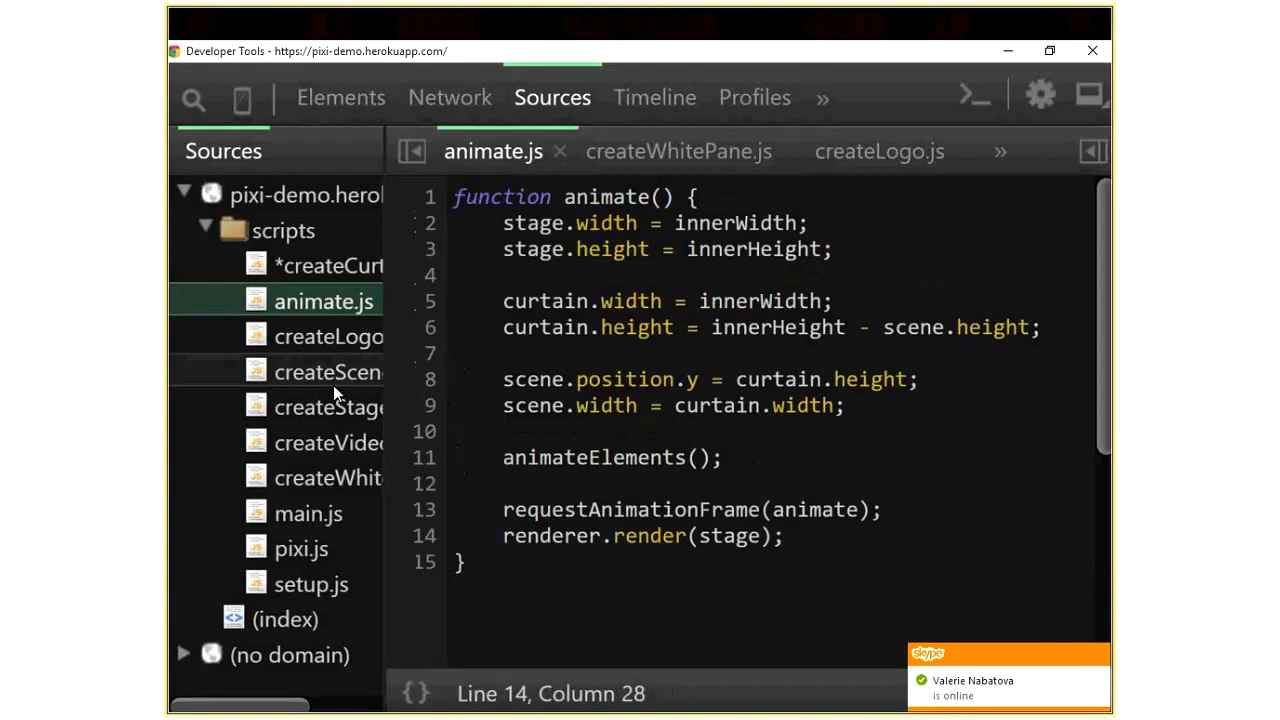 Developer Tools - https://pixi-demo.herokuapp.com/
Elements Network Sources Timeline Profiles »
Sources
animate.js × createWhitePane.js createLogo.js »
pixi-demo.herol
scripts
*createCurt
animate.js
createLogo
createScen
createStage
createVideo
createWhit
main.js
pixi.js
setup.js
(index)
(no domain)
1 function animate() {
2 stage.width = innerWidth;
3 stage.height = innerHeight;
4
5 curtain.width = innerWidth;
6 curtain.height = innerHeight - scene.height;
7
8 scene.position.y = curtain.height;
9 scene.width = curtain.width;
10
11 animateElements();
12
13 requestAnimationFrame(animate);
14 renderer.render(stage);
15 }
{} Line 14, Column 28
skype
Valerie Nabatova
is online